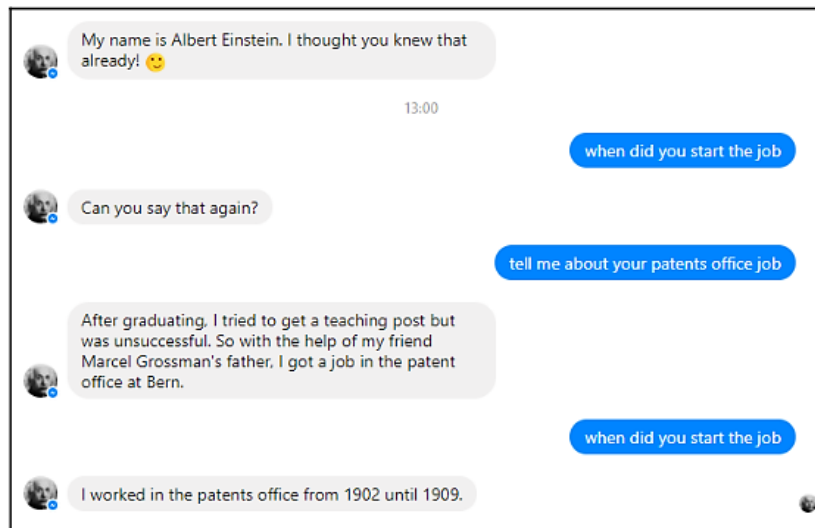 My name is Albert Einstein. I thought you knew that
already! 🙂
13:00
when did you start the job
Can you say that again?
tell me about your patents office job
After graduating, I tried to get a teaching post but
was unsuccessful. So with the help of my friend
Marcel Grossman's father, I got a job in the patent
office at Bern.
when did you start the job
I worked in the patents office from 1902 until 1909.